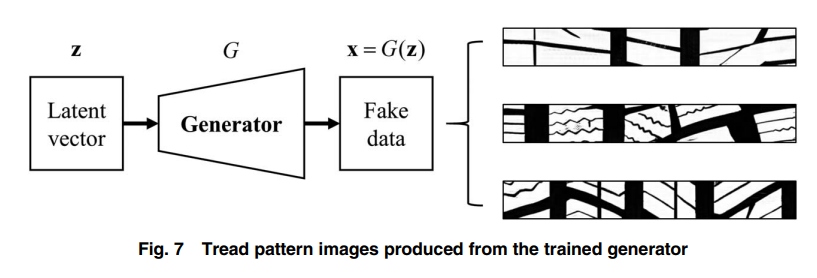 z
G
x = G(z)
Latent
vector
Generator
Fake
data
Fig. 7 Tread pattern images produced from the trained generator